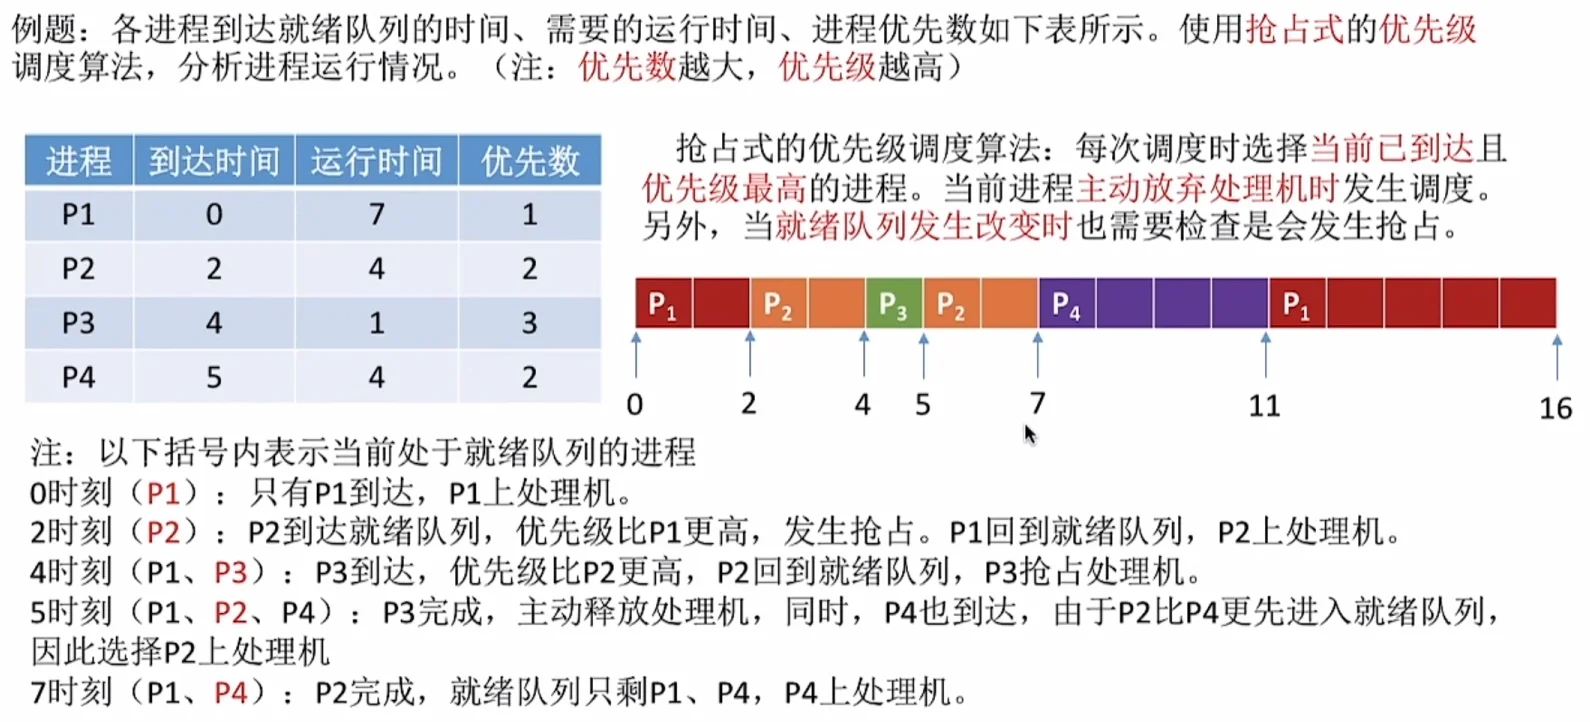 例题：各进程到达就绪队列的时间、需要的运行时间、进程优先数如下表所示。使用抢占式的优先级
调度算法，分析进程运行情况。（注：优先数越大，优先级越高）
进程 到达时间 运行时间 优先数
P1 0 7 1
P2 2 4 2
P3 4 1 3
P4 5 4 2
抢占式的优先级调度算法：每次调度时选择当前已到达且
优先级最高的进程。当前进程主动放弃处理机时发生调度。
另外，当就绪队列发生改变时也需要检查是会发生抢占。
P1 P2 P3 P2 P4 P1
0 2 4 5 7 11 16
注：以下括号内表示当前处于就绪队列的进程
0时刻（P1）：只有P1到达，P1上处理机。
2时刻（P2）：P2到达就绪队列，优先级比P1更高，发生抢占。P1回到就绪队列，P2上处理机。
4时刻（P1、P3）：P3到达，优先级比P2更高，P2回到就绪队列，P3抢占处理机。
5时刻（P1、P2、P4）：P3完成，主动释放处理机，同时，P4也到达，由于P2比P4更先进入就绪队列，
因此选择P2上处理机
7时刻（P1、P4）：P2完成，就绪队列只剩P1、P4，P4上处理机。